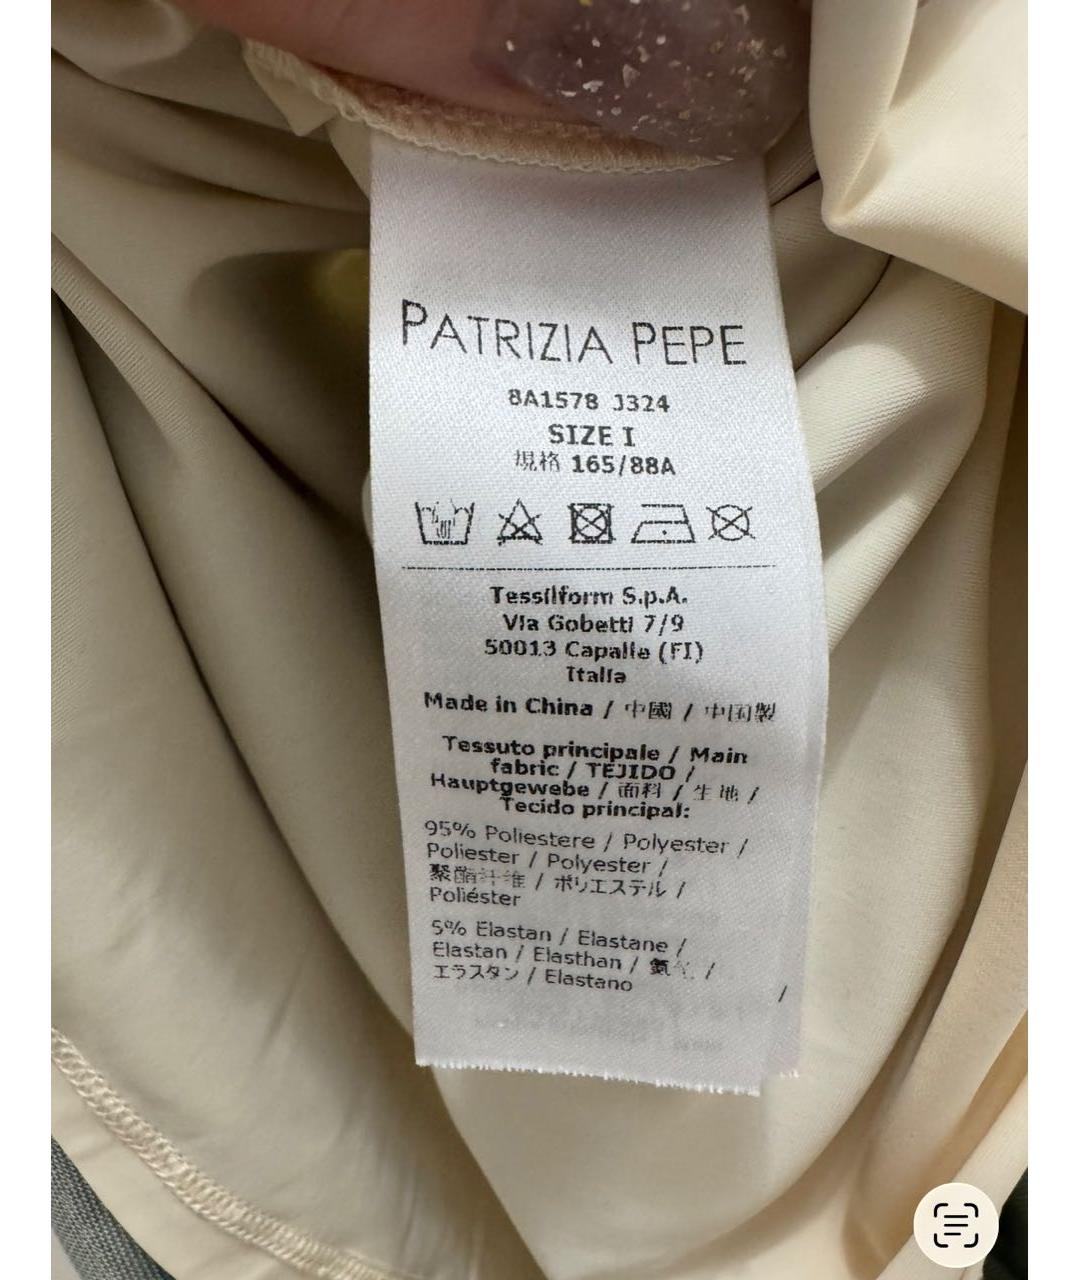 PATRIZIA PEPE
8A1578 J324
SIZE I
規格 165/88A
Tessilform S.p.A.
Via Gobetti 7/9
50013 Capalle (FI)
Italia
Made in China / 中國 / 中国製
Tessuto principale / Main
fabric / TEJIDO /
Hauptgewebe / 面料 / 生地 /
Tecido principal:
95% Poliestere / Polyester /
Poliester / Polyester /
聚酯纤维 / ポリエステル /
Poliéster
5% Elastan / Elastane /
Elastan / Elasthan / 氨 /
エラスタン / Elastano
/